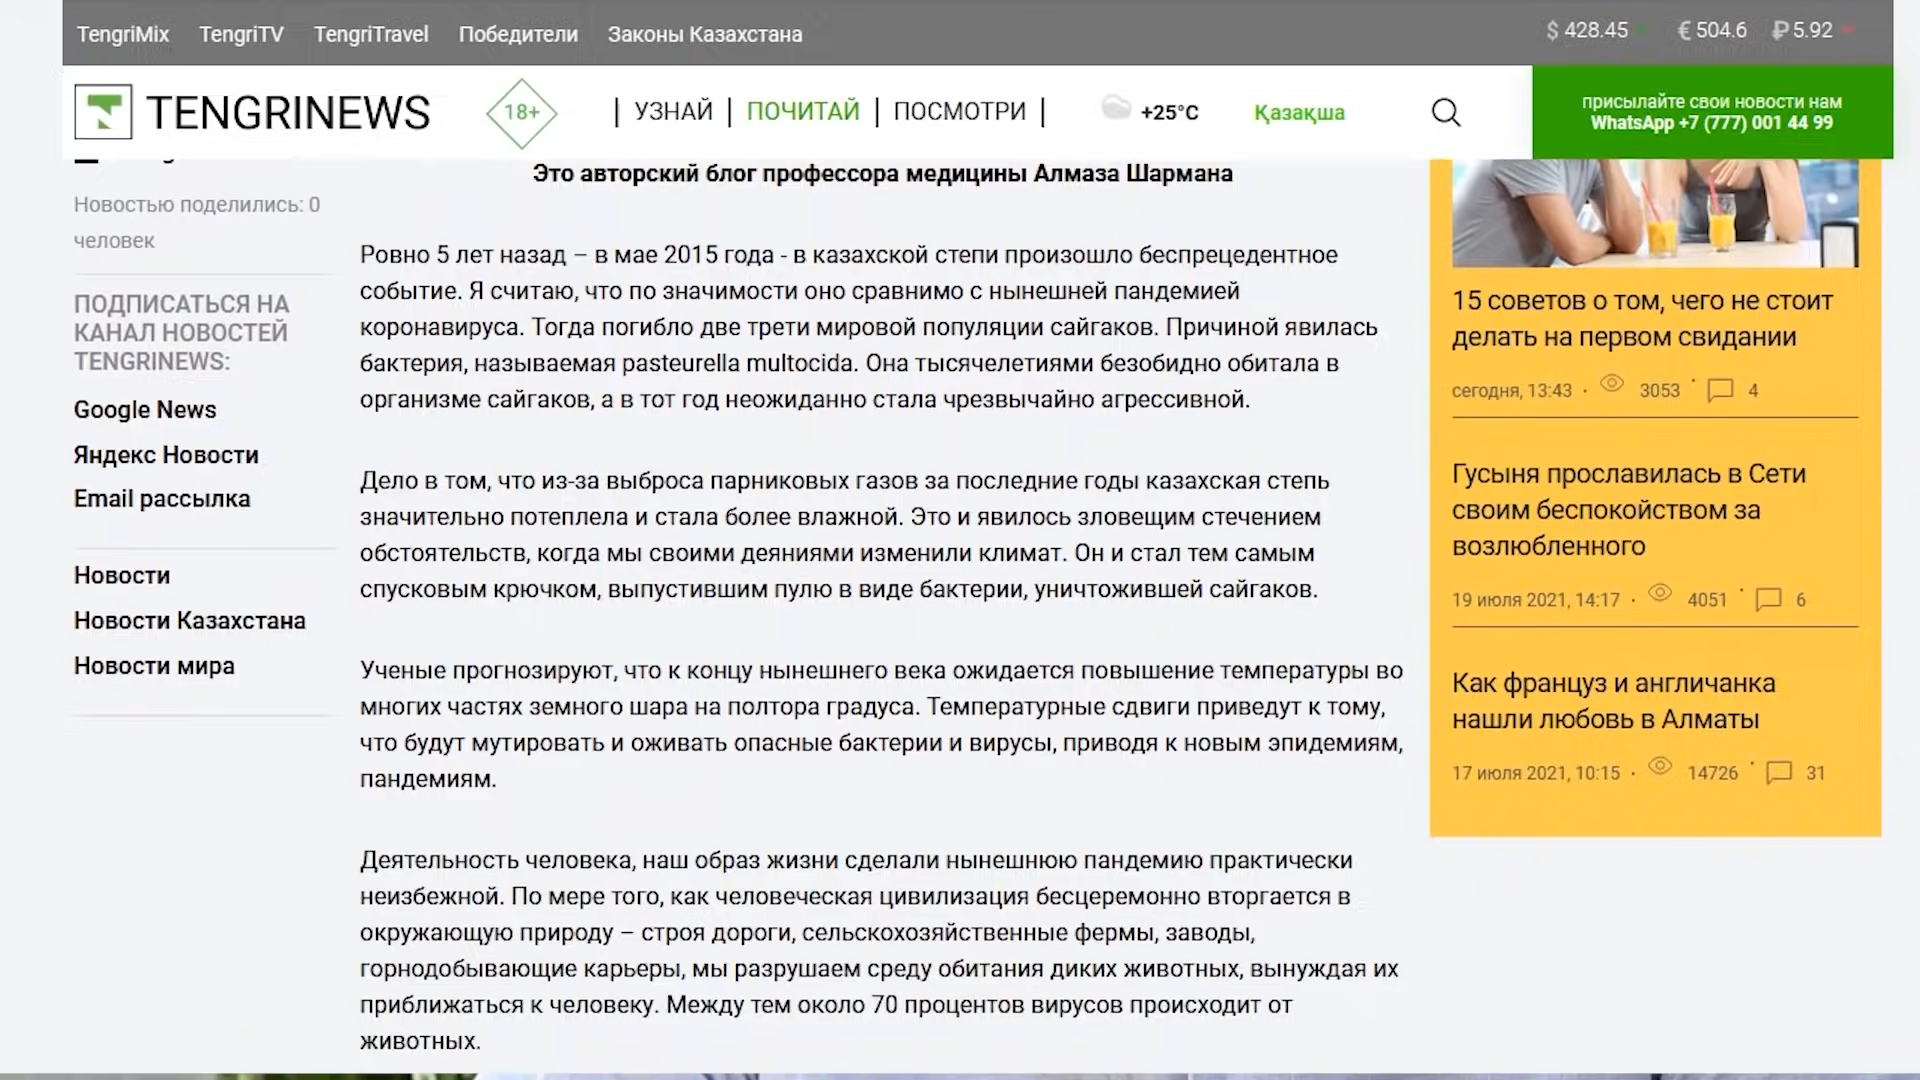 TengriMix TengriTV TengriTravel Победители Законы Казахстана
$ 428.45 € 504.6 ₽ 5.92
TENGRINEWS
18+
| УЗНАЙ | ПОЧИТАЙ | ПОСМОТРИ |
+25°C
Қазақша
присылайте свои новости нам
WhatsApp +7 (777) 001 44 99
Новостью поделились: 0
человек
ПОДПИСАТЬСЯ НА
КАНАЛ НОВОСТЕЙ
TENGRINEWS:
Google News
Яндекс Новости
Email рассылка
Новости
Новости Казахстана
Новости мира
Это авторский блог профессора медицины Алмаза Шармана
Ровно 5 лет назад – в мае 2015 года - в казахской степи произошло беспрецедентное
событие. Я считаю, что по значимости оно сравнимо с нынешней пандемией
коронавируса. Тогда погибло две трети мировой популяции сайгаков. Причиной явилась
бактерия, называемая pasteurella multocida. Она тысячелетиями безобидно обитала в
организме сайгаков, а в тот год неожиданно стала чрезвычайно агрессивной.
Дело в том, что из-за выброса парниковых газов за последние годы казахская степь
значительно потеплела и стала более влажной. Это и явилось зловещим стечением
обстоятельств, когда мы своими деяниями изменили климат. Он и стал тем самым
спусковым крючком, выпустившим пулю в виде бактерии, уничтожившей сайгаков.
Ученые прогнозируют, что к концу нынешнего века ожидается повышение температуры во
многих частях земного шара на полтора градуса. Температурные сдвиги приведут к тому,
что будут мутировать и оживать опасные бактерии и вирусы, приводя к новым эпидемиям,
пандемиям.
Деятельность человека, наш образ жизни сделали нынешнюю пандемию практически
неизбежной. По мере того, как человеческая цивилизация бесцеремонно вторгается в
окружающую природу – строя дороги, сельскохозяйственные фермы, заводы,
горнодобывающие карьеры, мы разрушаем среду обитания диких животных, вынуждая их
приближаться к человеку. Между тем около 70 процентов вирусов происходит от
животных.
15 советов о том, чего не стоит
делать на первом свидании
сегодня, 13:43 · 3053 · 4
Гусыня прославилась в Сети
своим беспокойством за
возлюбленного
19 июля 2021, 14:17 · 4051 · 6
Как француз и англичанка
нашли любовь в Алматы
17 июля 2021, 10:15 · 14726 · 31